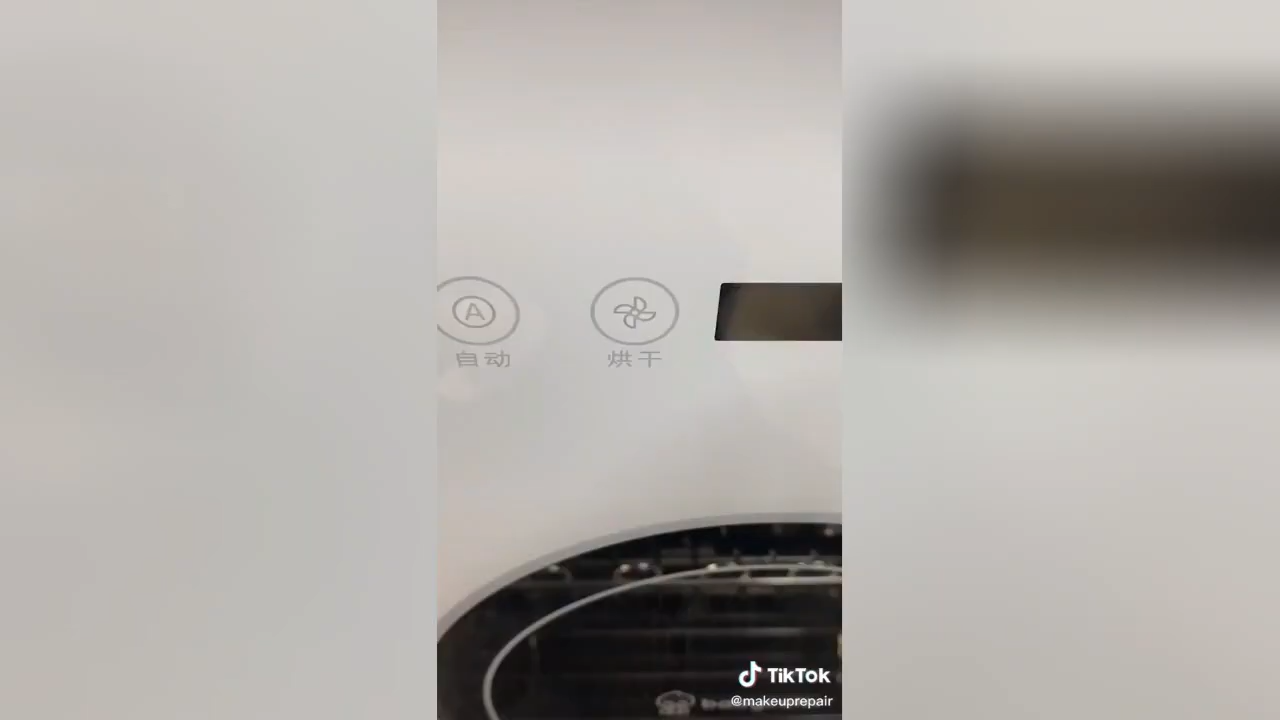 A
自动
烘干
TikTok
@makeuprepair